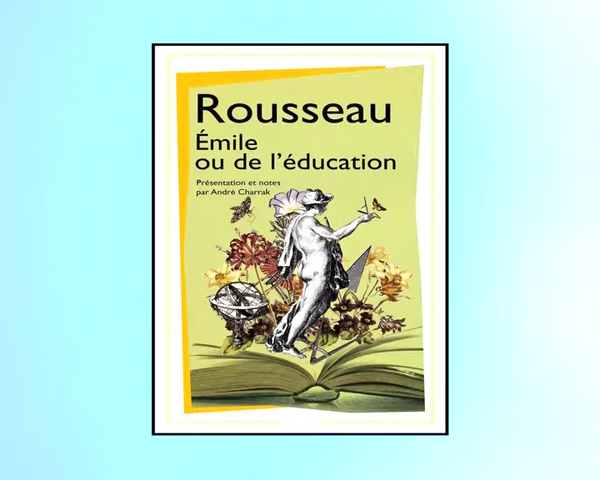 Rousseau
Émile
ou de l'éducation
Présentation et notes
par André Charrak